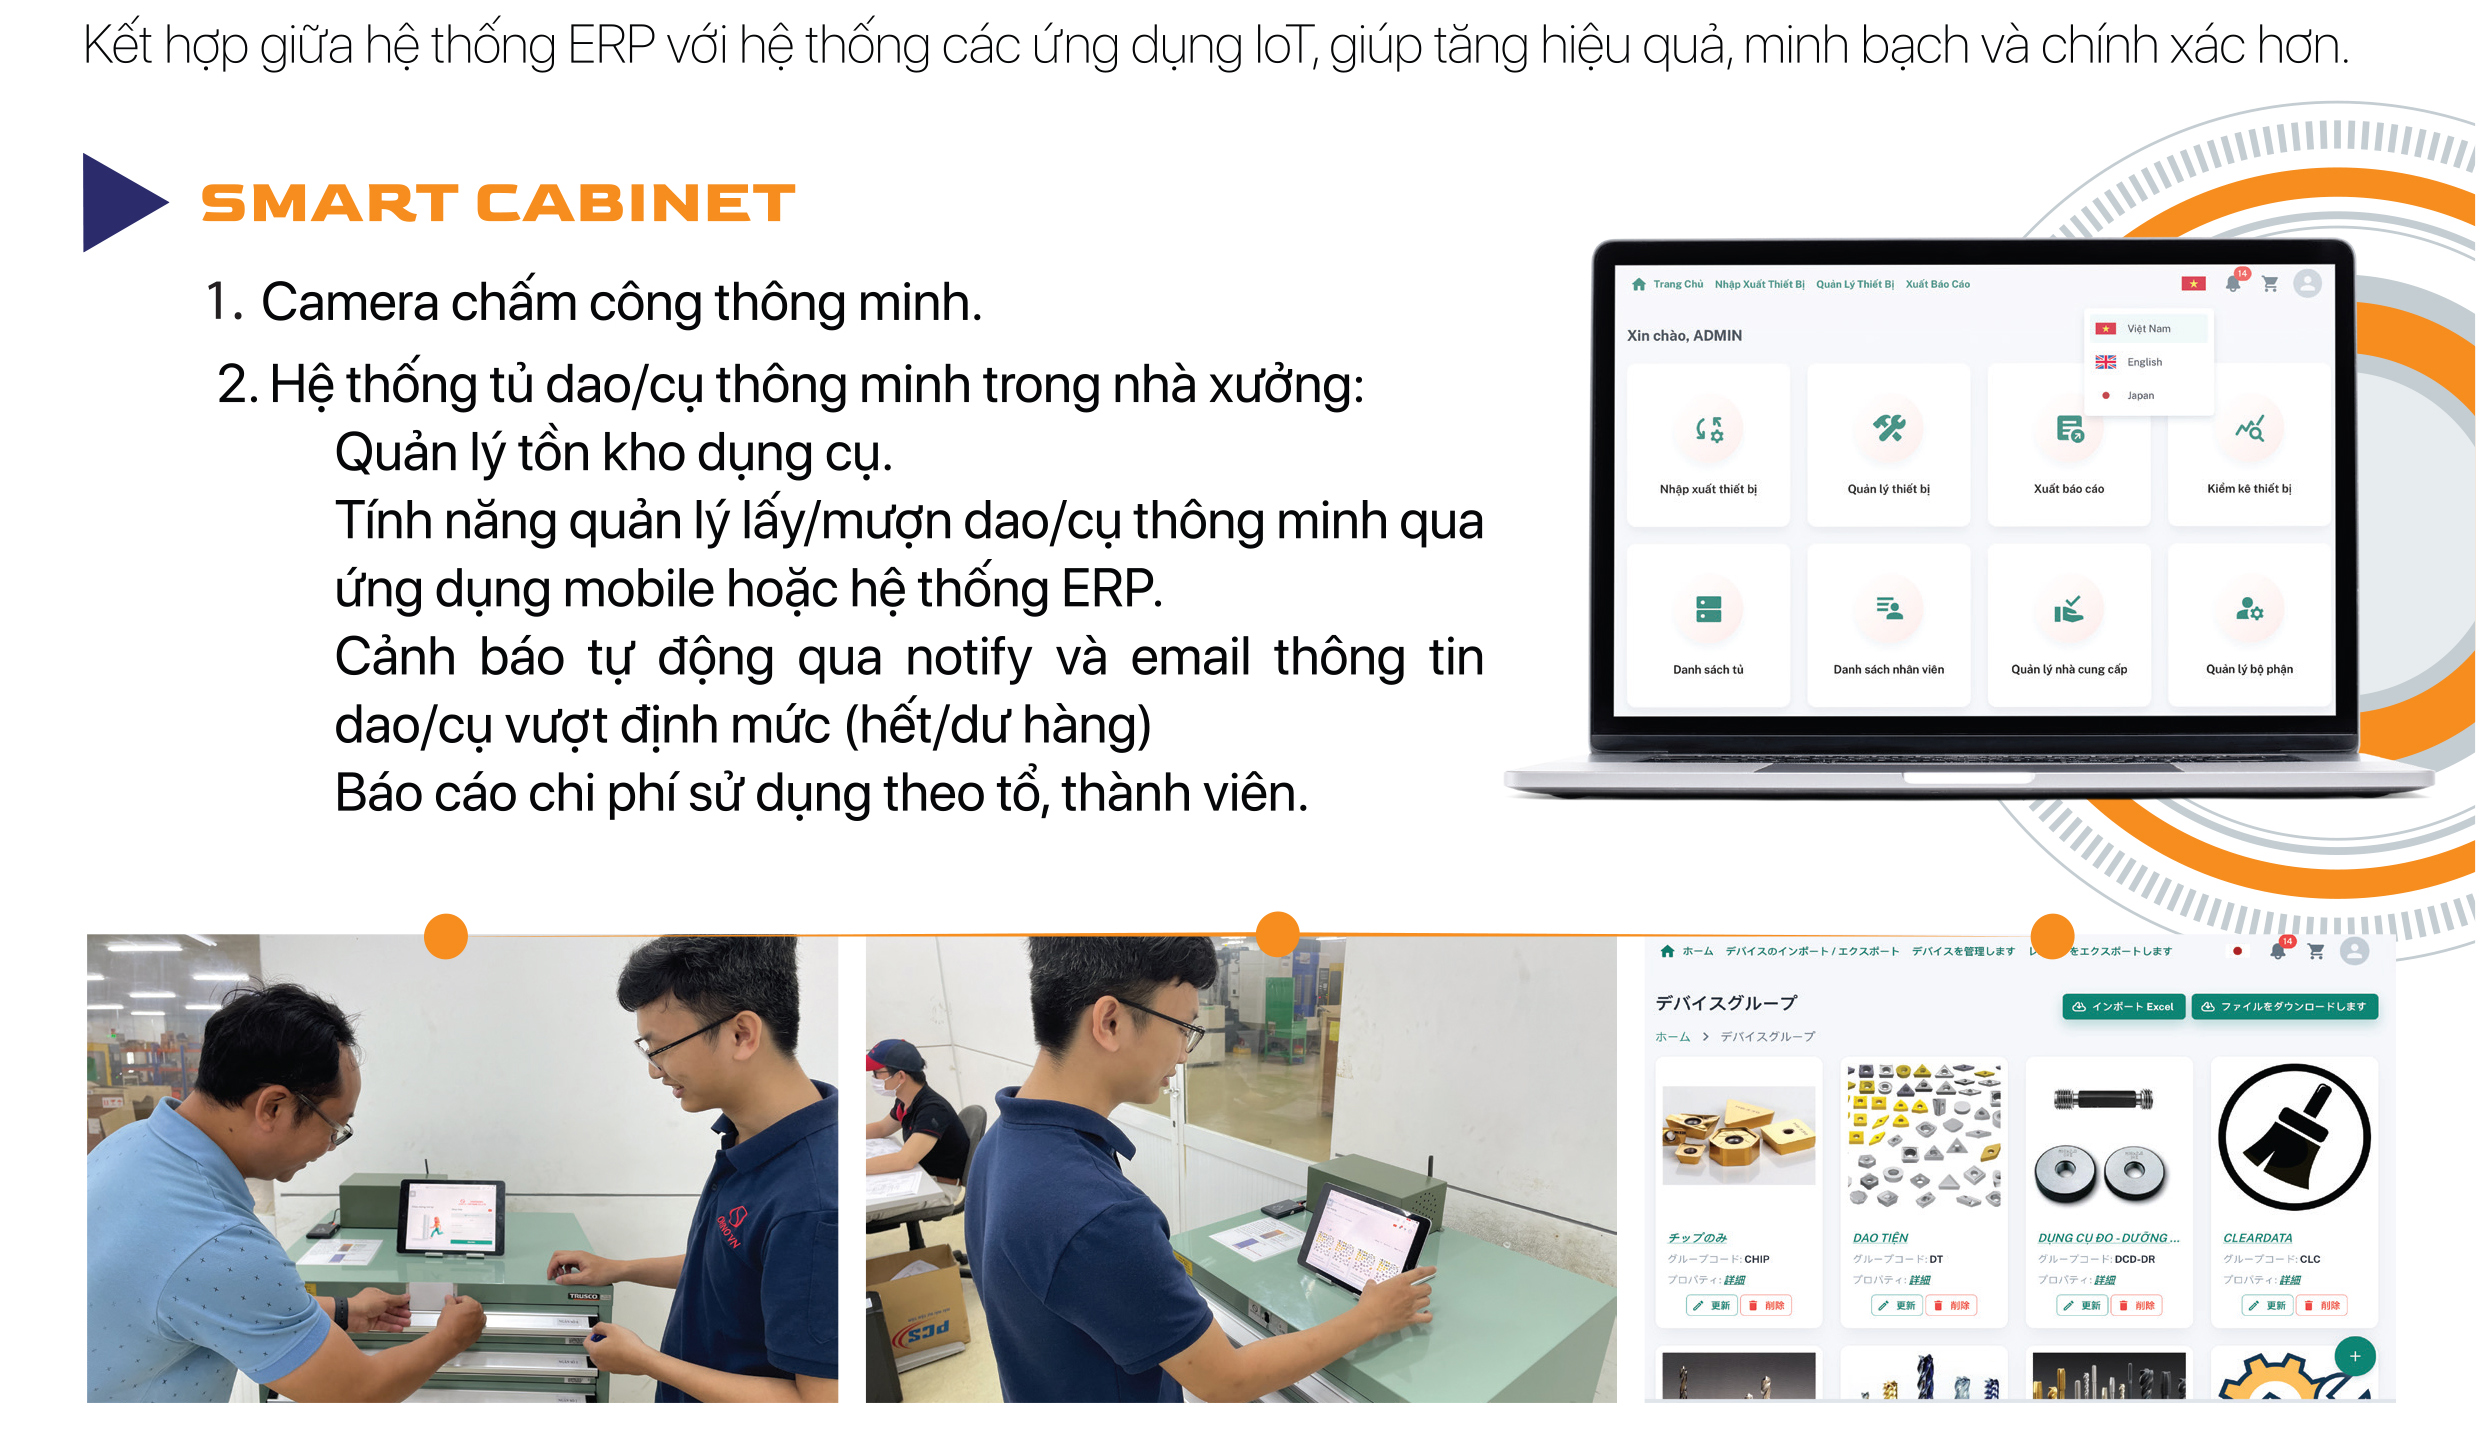 Kết hợp giữa hệ thống ERP với hệ thống các ứng dụng IoT, giúp tăng hiệu quả, minh bạch và chính xác hơn.
SMART CABINET
1. Camera chấm công thông minh.
2. Hệ thống tủ dao/cụ thông minh trong nhà xưởng:
Quản lý tồn kho dụng cụ.
Tính năng quản lý lấy/mượn dao/cụ thông minh qua
ứng dụng mobile hoặc hệ thống ERP.
Cảnh báo tự động qua notify và email thông tin
dao/cụ vượt định mức (hết/dư hàng)
Báo cáo chi phí sử dụng theo tổ, thành viên.
Trang Chủ Nhập Xuất Thiết Bị Quản Lý Thiết Bị Xuất Báo Cáo
14
Xin chào, ADMIN
Việt Nam
English
Japan
Nhập xuất thiết bị
Quản lý thiết bị
Xuất báo cáo
Kiểm kê thiết bị
Danh sách tủ
Danh sách nhân viên
Quản lý nhà cung cấp
Quản lý bộ phận
TRUSCO
OINHO.VN
PCS
ホーム デバイスのインポート / エクスポート デバイスを管理します レ をエクスポートします
14
デバイスグループ
インポート Excel
ファイルをダウンロードします
ホーム > デバイスグループ
チップのみ
グループコード: CHIP
プロパティ: 詳細
更新 削除
DAO TIỆN
グループコード: DT
プロパティ: 詳細
更新 削除
DỤNG CỤ ĐO - DƯỠNG ...
グループコード: DCD-DR
プロパティ: 詳細
更新 削除
CLEARDATA
グループコード: CLC
プロパティ: 詳細
更新 削除